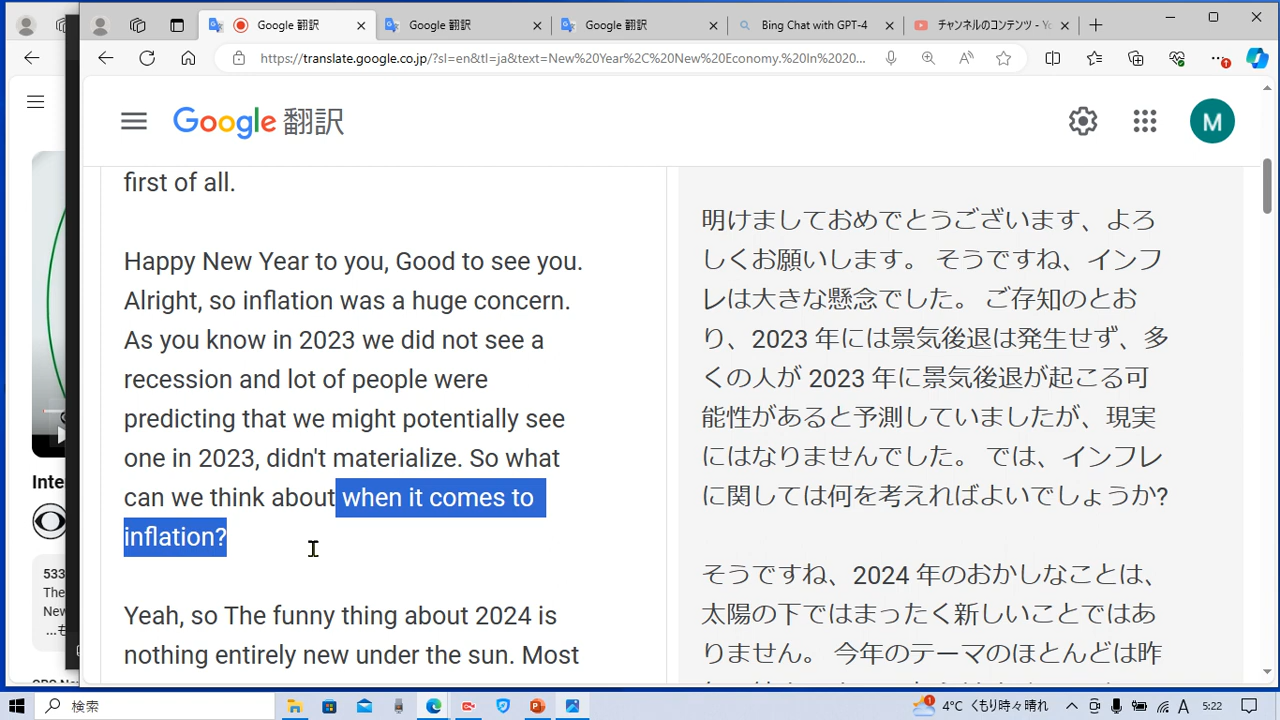 Google 翻訳
Google 翻訳
Google 翻訳
Bing Chat with GPT-4
チャンネルのコンテンツ - Yo
https://translate.google.co.jp/?sl=en&tl=ja&text=New%20Year%2C%20New%20Economy.%20In%2020...
Google 翻訳
M
first of all.
Happy New Year to you, Good to see you.
Alright, so inflation was a huge concern.
As you know in 2023 we did not see a
recession and lot of people were
predicting that we might potentially see
one in 2023, didn't materialize. So what
can we think about when it comes to
inflation?
Yeah, so The funny thing about 2024 is
nothing entirely new under the sun. Most
明けましておめでとうございます、よろ
しくお願いします。 そうですね、インフ
レは大きな懸念でした。 ご存知のとお
り、2023 年には景気後退は発生せず、多
くの人が 2023 年に景気後退が起こる可
能性があると予測していましたが、現実
にはなりませんでした。 では、インフレ
に関しては何を考えればよいでしょうか?
そうですね、2024 年のおかしなことは、
太陽の下ではまったく新しいことではあ
りません。 今年のテーマのほとんどは昨
Inte
533
The
New
...も
検索
1
4°C くもり時々晴れ
A
5:22